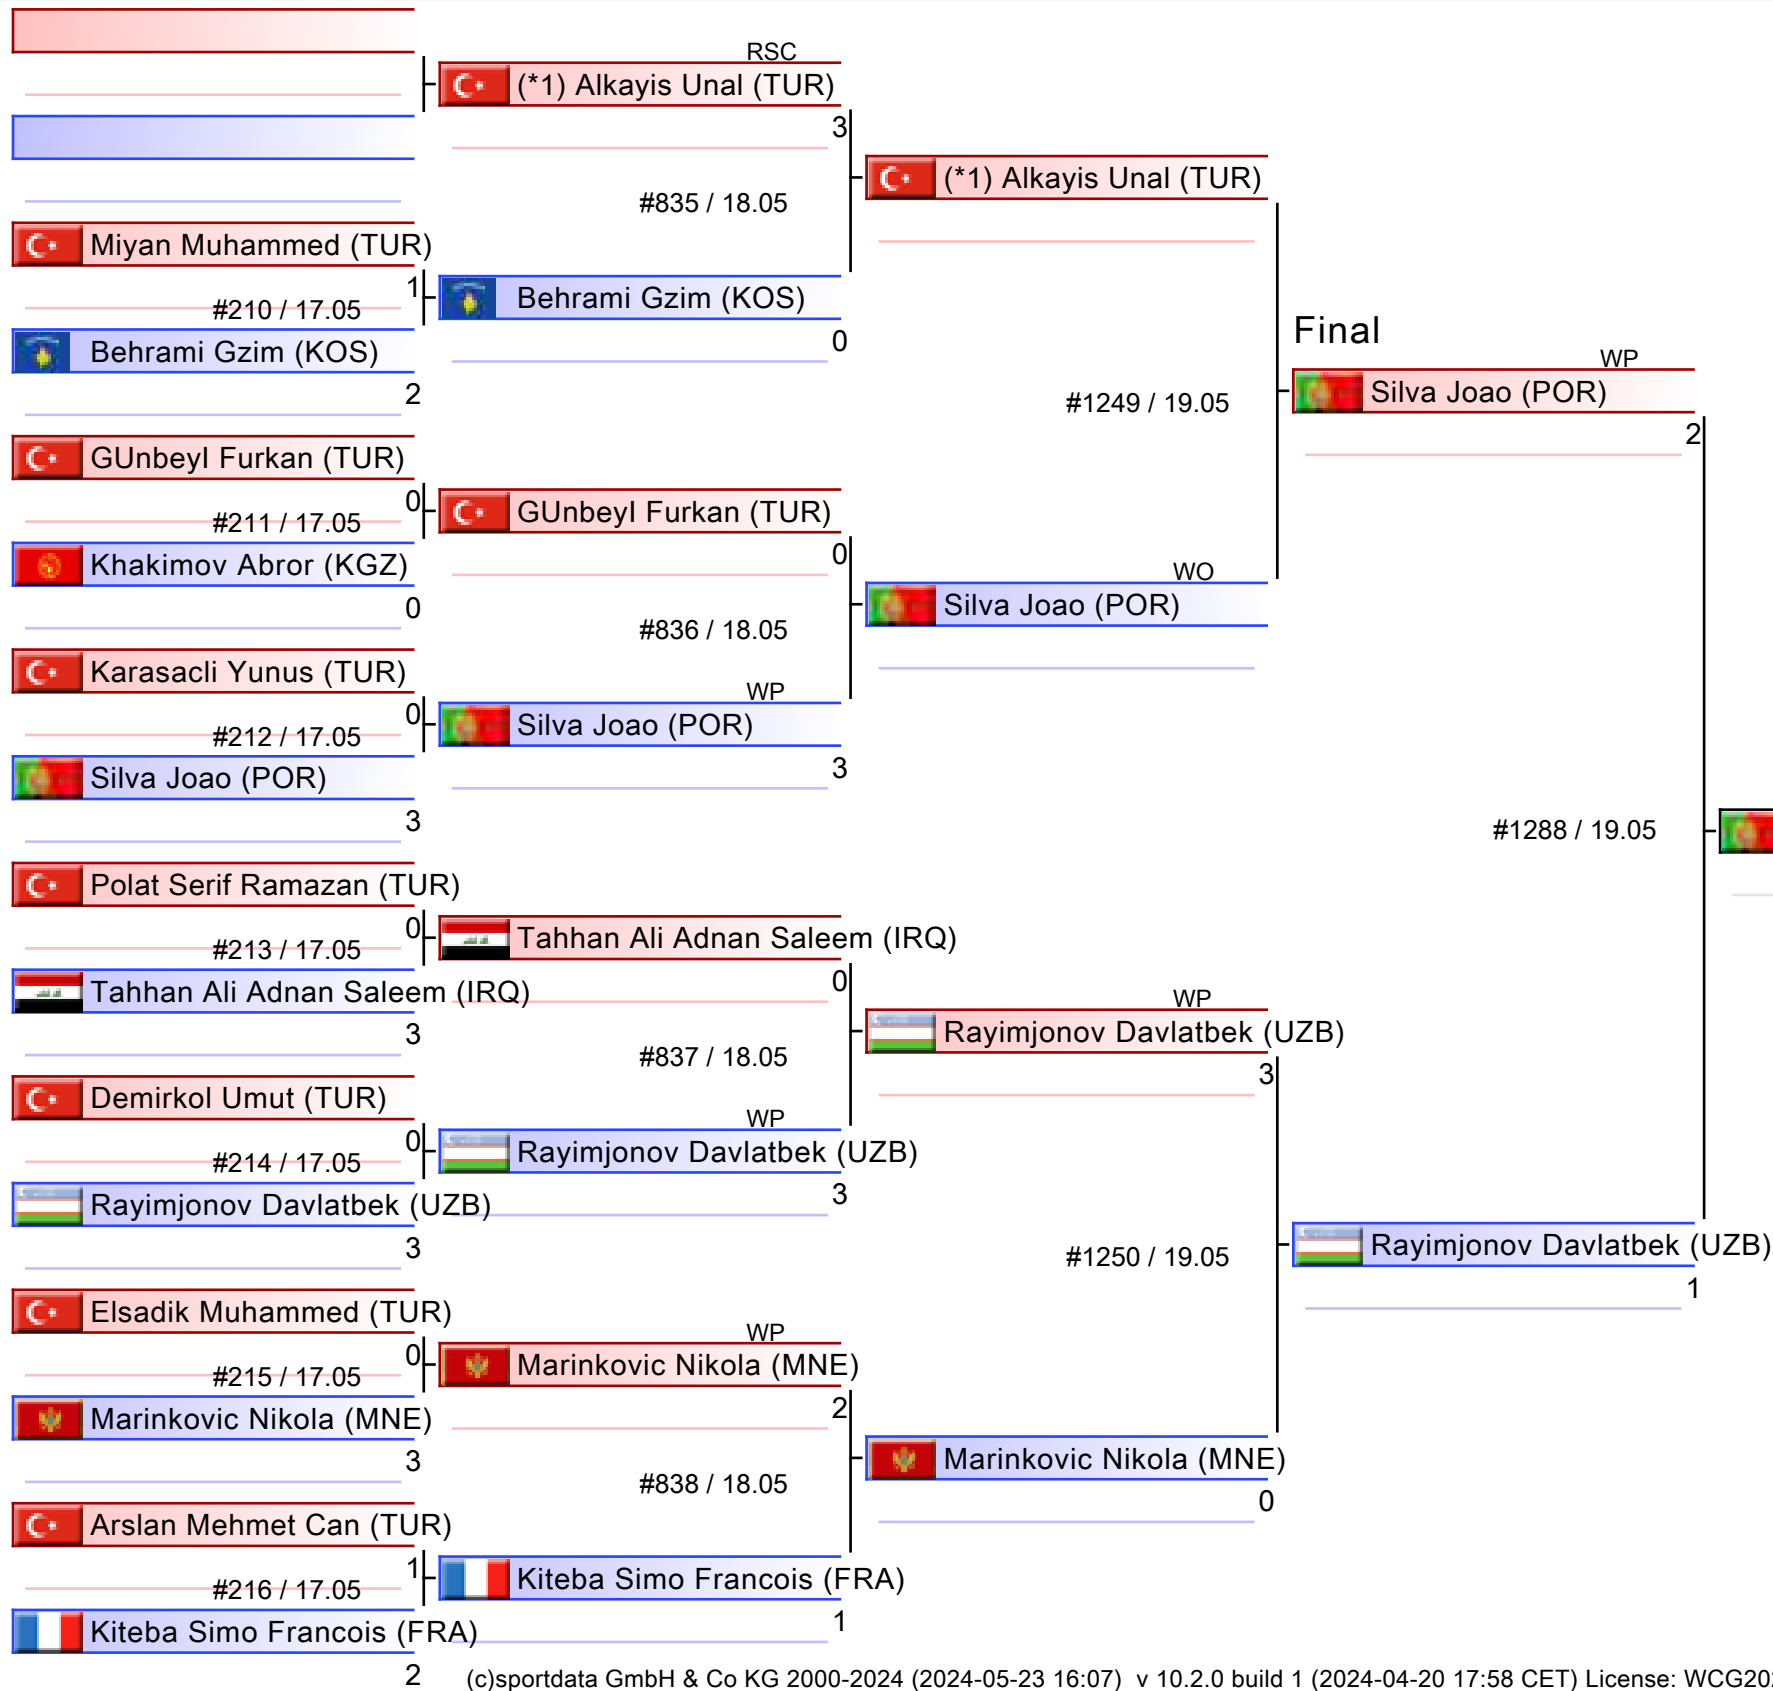 RSC
(*1) Alkayis Unal (TUR)
3
#835 / 18.05
(*1) Alkayis Unal (TUR)
Miyan Muhammed (TUR)
1
#210 / 17.05
Behrami Gzim (KOS)
0
Behrami Gzim (KOS)
2
Final
WP
Silva Joao (POR)
2
#1249 / 19.05
GUnbeyI Furkan (TUR)
0
#211 / 17.05
GUnbeyI Furkan (TUR)
0
Khakimov Abror (KGZ)
0
WO
Silva Joao (POR)
#836 / 18.05
Karasacli Yunus (TUR)
0
#212 / 17.05
WP
Silva Joao (POR)
3
Silva Joao (POR)
3
#1288 / 19.05
Polat Serif Ramazan (TUR)
0
#213 / 17.05
Tahhan Ali Adnan Saleem (IRQ)
0
Tahhan Ali Adnan Saleem (IRQ)
3
WP
Rayimjonov Davlatbek (UZB)
3
#837 / 18.05
Demirkol Umut (TUR)
0
#214 / 17.05
WP
Rayimjonov Davlatbek (UZB)
3
Rayimjonov Davlatbek (UZB)
3
#1250 / 19.05
Rayimjonov Davlatbek (UZB)
1
Elsadik Muhammed (TUR)
0
#215 / 17.05
WP
Marinkovic Nikola (MNE)
2
Marinkovic Nikola (MNE)
3
Marinkovic Nikola (MNE)
0
#838 / 18.05
Arslan Mehmet Can (TUR)
1
#216 / 17.05
Kiteba Simo Francois (FRA)
1
Kiteba Simo Francois (FRA)
2
(c)sportdata GmbH & Co KG 2000-2024 (2024-05-23 16:07) v 10.2.0 build 1 (2024-04-20 17:58 CET) License: WCG20